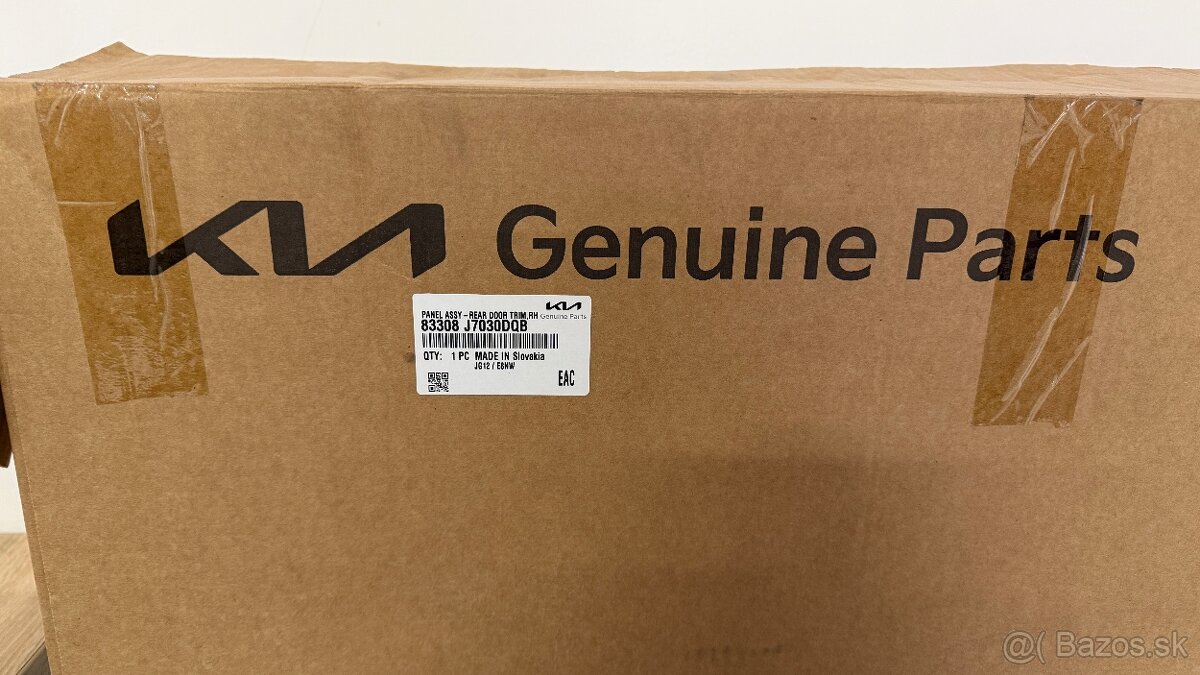 KIA Genuine Parts
KIA
PANEL ASSY-REAR DOOR TRIM,RH Genuine Parts
83308 J7030DQB
QTY: 1 PC MADE IN Slovakia
JG12 / E6NW
EAC
@( Bazos.sk